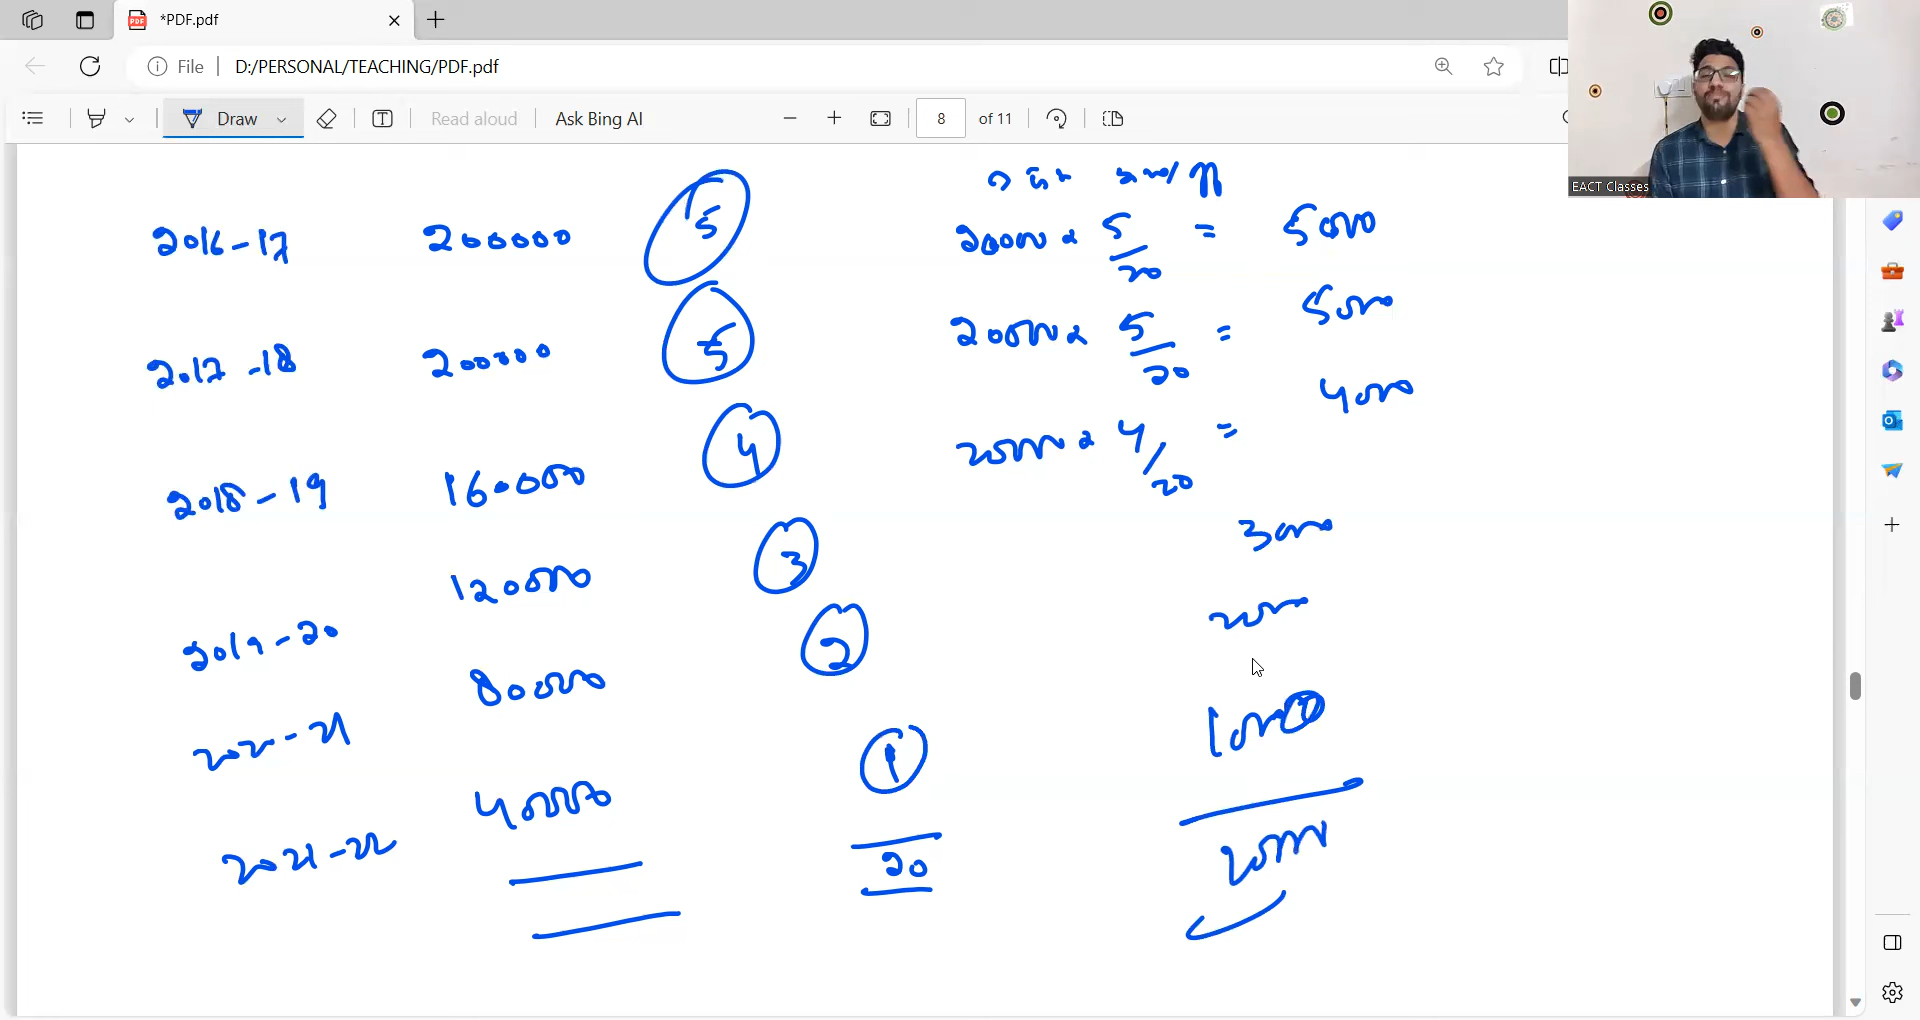 *PDF.pdf
File
D:/PERSONAL/TEACHING/PDF.pdf
Draw
Read aloud
Ask Bing AI
8 of 11
EACT Classes
2016-17 200000 5 20000 × 5/20 = 5000
2017-18 200000 5 20000 × 5/20 = 5000
2018-19 160000 4 20000 × 4/20 = 4000
120000 3 3000
2019-20
80000 2 2000
2020-21
40000 1 1000
2021-22
20 20000